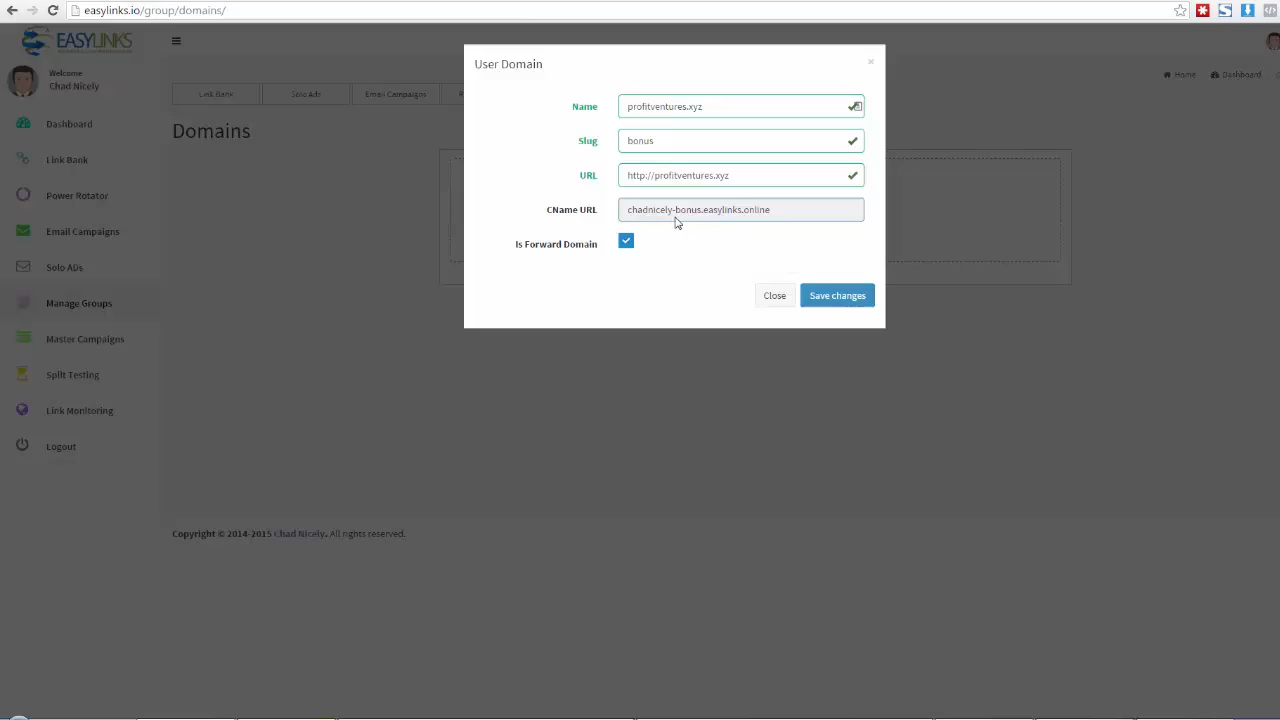 easylinks.io/group/domains/
EASYLINKS
Welcome
Chad Nicely
Home
Dashboard
Link Bank
Solo Ads
Email Campaigns
Domains
Dashboard
Link Bank
Power Rotator
Email Campaigns
Solo ADs
Manage Groups
Master Campaigns
Split Testing
Link Monitoring
Logout
User Domain
×
Name
profitventures.xyz
Slug
bonus
URL
http://profitventures.xyz
CName URL
chadnicely-bonus.easylinks.online
Is Forward Domain
Close
Save changes
Copyright © 2014-2015 Chad Nicely. All rights reserved.